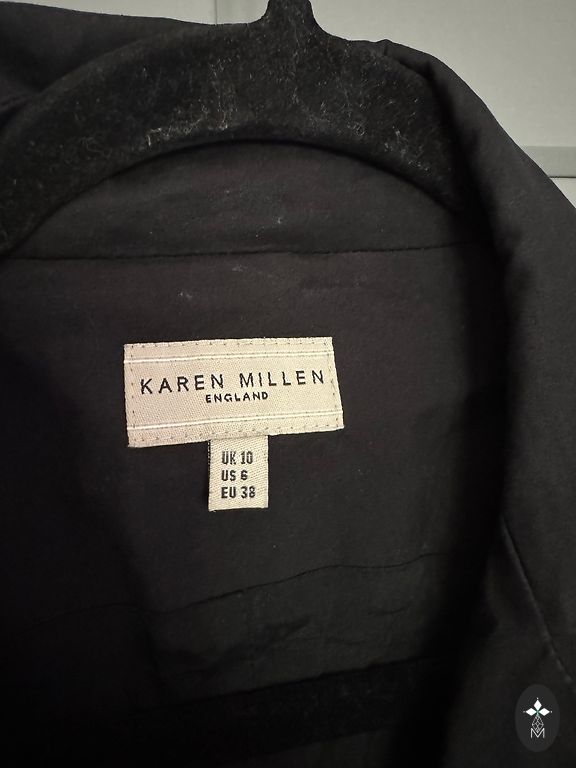 KAREN MILLEN
ENGLAND
UK 10
US 6
EU 38
M